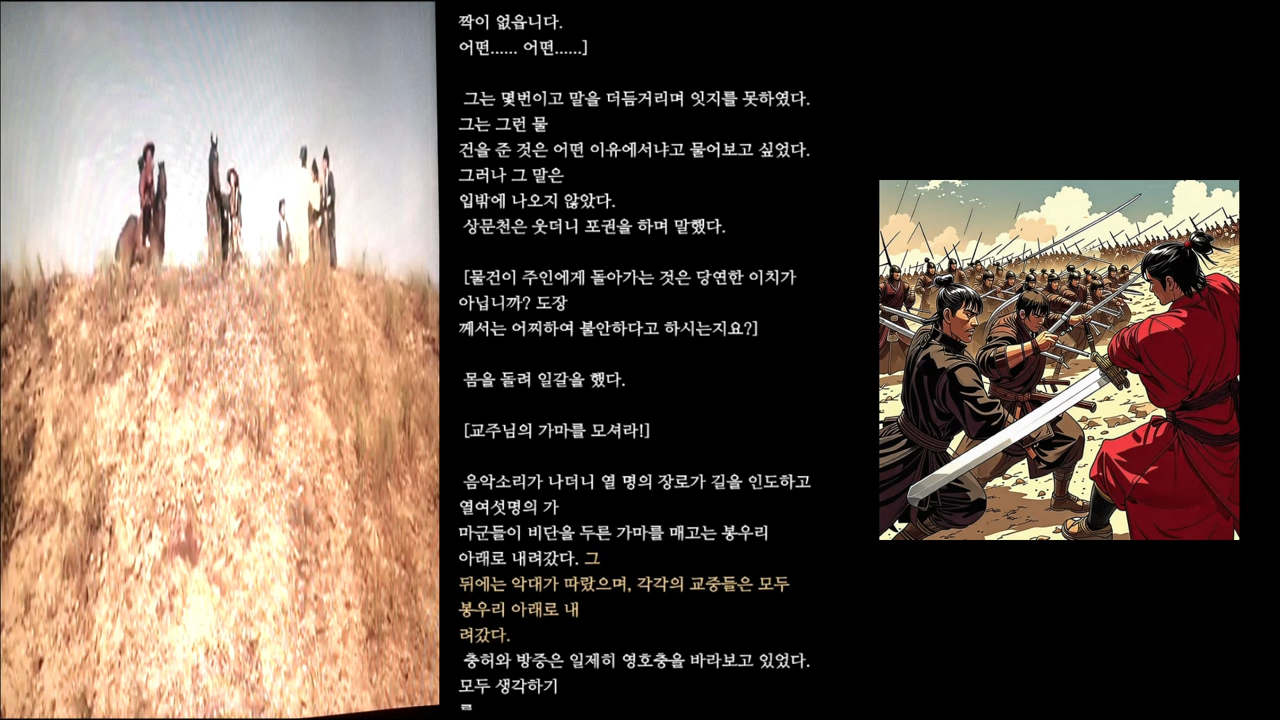 짝이 없읍니다.
어떤...... 어떤......]
그는 몇번이고 말을 더듬거리며 잇지를 못하였다.
그는 그런 물
건을 준 것은 어떤 이유에서냐고 물어보고 싶었다.
그러나 그 말은
입밖에 나오지 않았다.
상문천은 웃더니 포권을 하며 말했다.
[물건이 주인에게 돌아가는 것은 당연한 이치가
아닙니까? 도장
께서는 어찌하여 불안하다고 하시는지요?]
몸을 돌려 일갈을 했다.
[교주님의 가마를 모셔라!]
음악소리가 나더니 열 명의 장로가 길을 인도하고
열여섯명의 가
마군들이 비단을 두른 가마를 매고는 봉우리
아래로 내려갔다. 그
뒤에는 악대가 따랐으며, 각각의 교중들은 모두
봉우리 아래로 내
려갔다.
충허와 방증은 일제히 영호충을 바라보고 있었다.
모두 생각하기